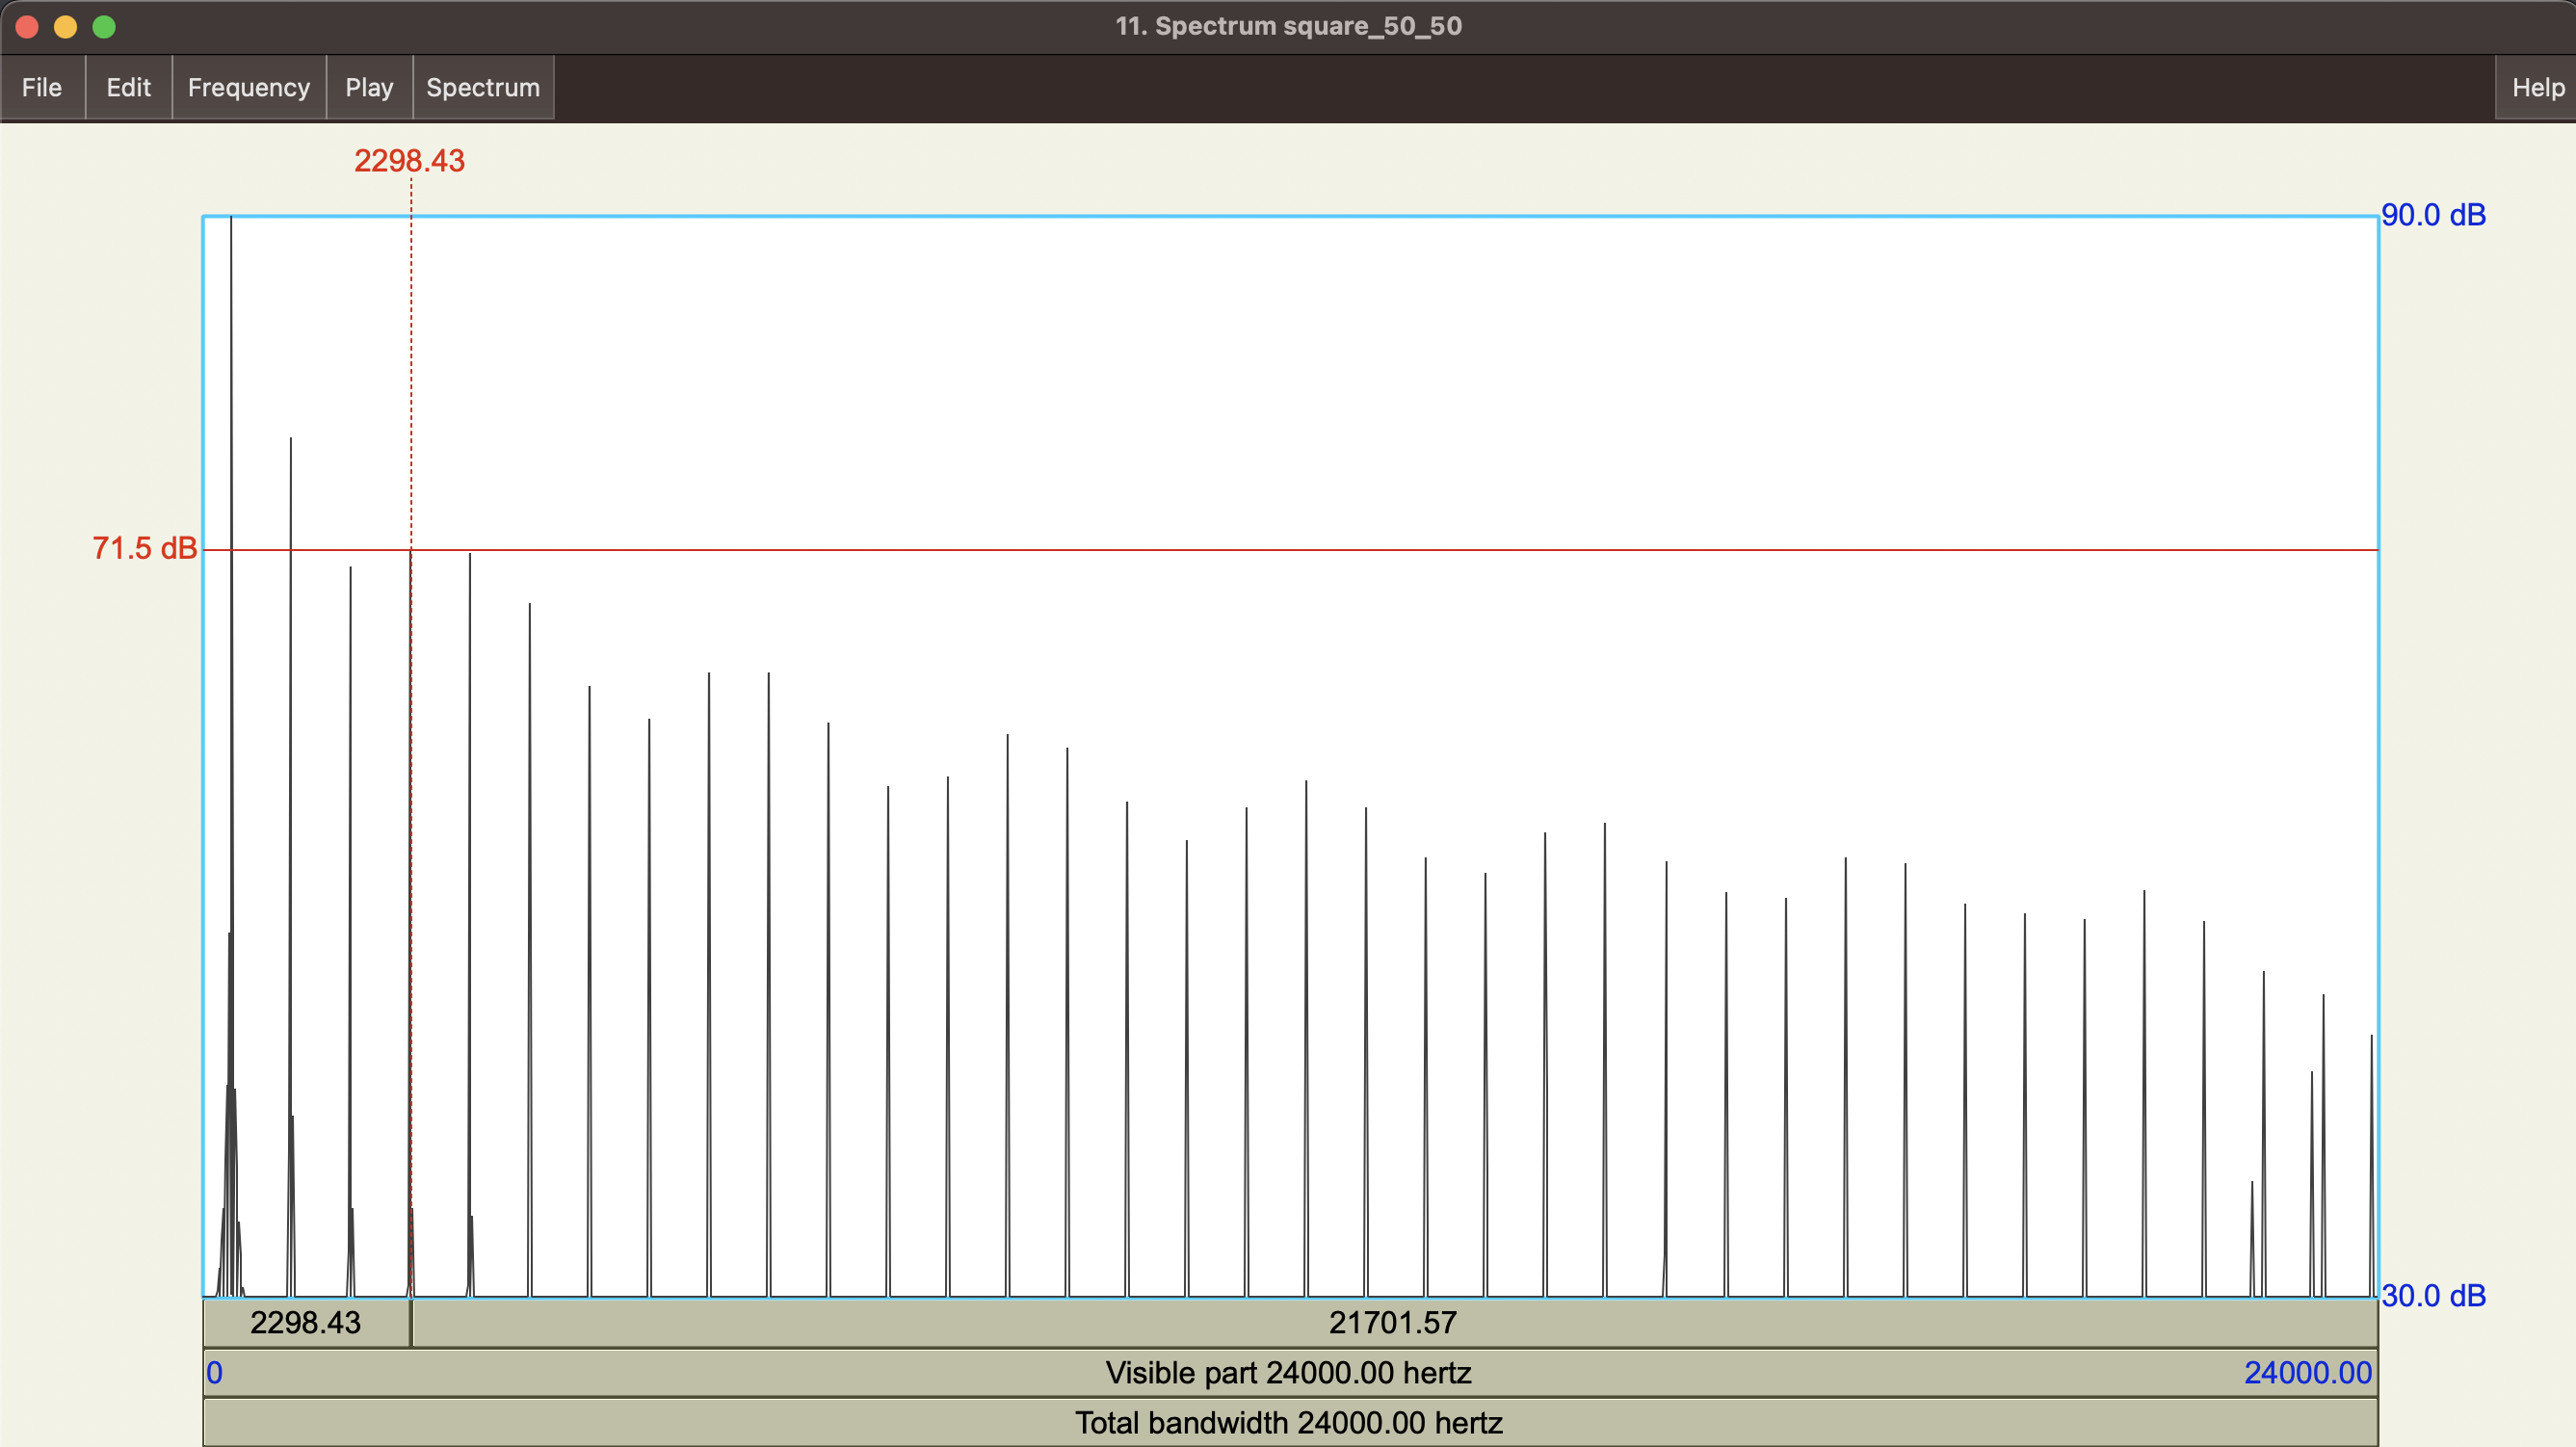 11. Spectrum square_50_50
File Edit Frequency Play Spectrum Help
2298.43
90.0 dB
71.5 dB
30.0 dB
2298.43 21701.57
0 Visible part 24000.00 hertz 24000.00
Total bandwidth 24000.00 hertz